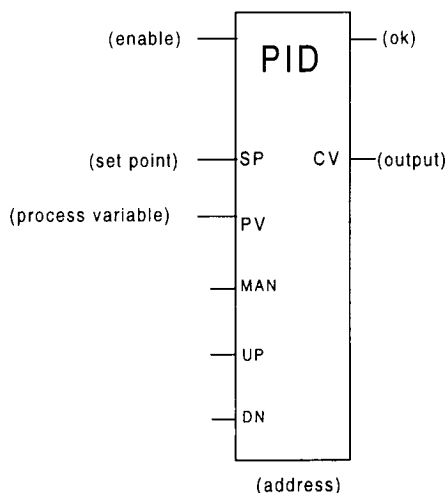 (enable) PID (ok)
(set point) SP CV (output)
(process variable) PV
MAN
UP
DN
(address)